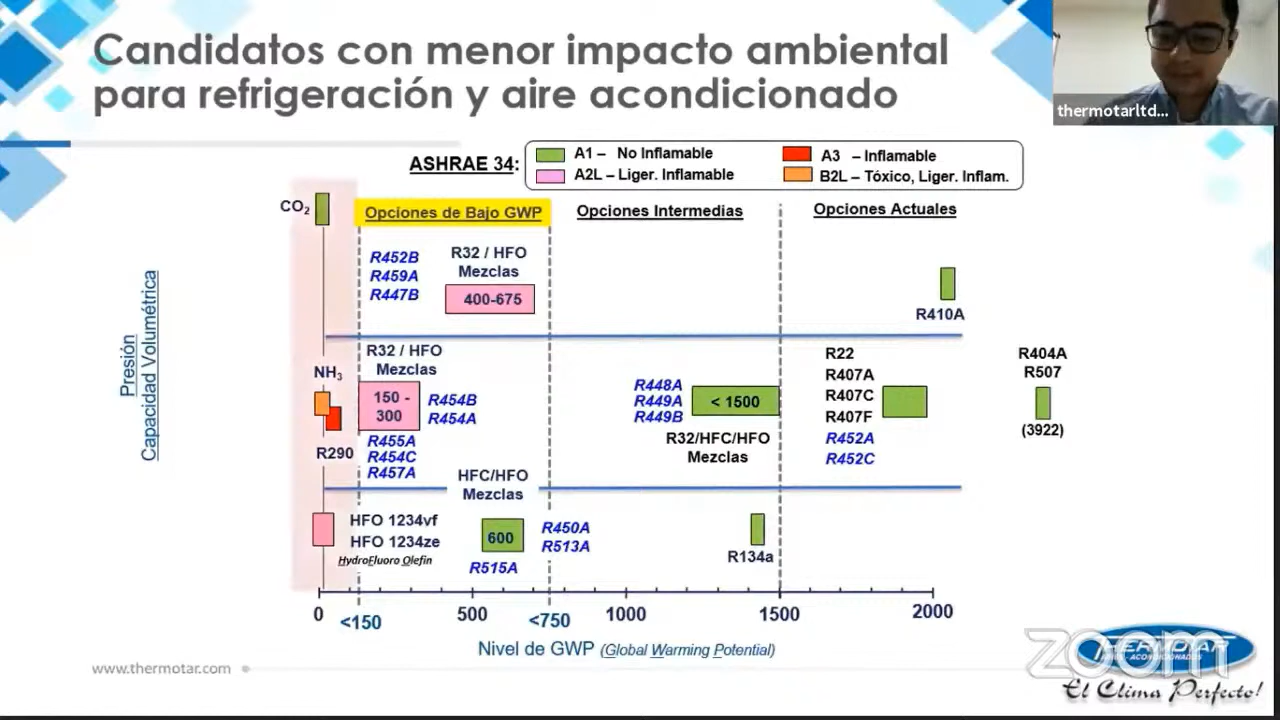 Candidatos con menor impacto ambiental
para refrigeración y aire acondicionado
thermotarltd...
ASHRAE 34:
A1 – No Inflamable
A2L – Liger. Inflamable
A3 – Inflamable
B2L – Tóxico, Liger. Inflam.
CO2
Opciones de Bajo GWP
Opciones Intermedias
Opciones Actuales
R452B
R459A
R447B
R32 / HFO
Mezclas
400-675
R410A
Presión
Capacidad Volumétrica
R32 / HFO
Mezclas
NH3
150 -
300
R454B
R454A
R290
R455A
R454C
R457A
R448A
R449A
R449B
< 1500
R32/HFC/HFO
Mezclas
R22
R407A
R407C
R407F
R452A
R452C
R404A
R507
(3922)
HFC/HFO
Mezclas
HFO 1234vf
HFO 1234ze
HydroFluoro Olefin
600
R450A
R513A
R515A
R134a
0
<150
500
<750
1000
1500
2000
Nivel de GWP (Global Warming Potential)
www.thermotar.com
zoom
THERMOTAR
AIRES - ACONDICIONADOS
El Clima Perfecto!